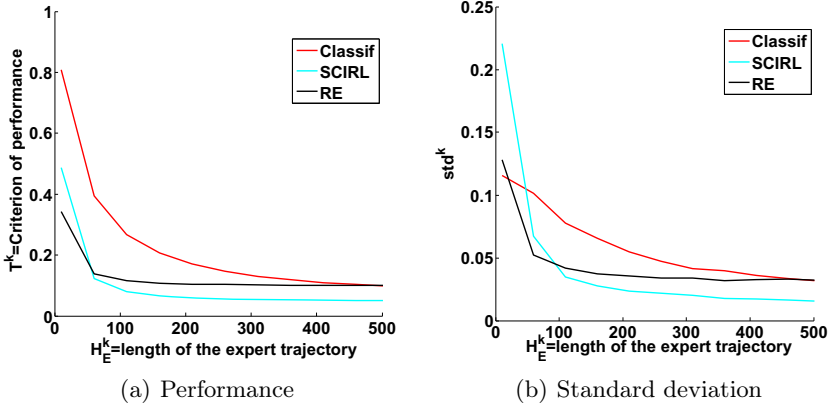 1
0.8
0.6
0.4
0.2
0
0 100 200 300 400 500
T^k=Criterion of performance
H_E^k=length of the expert trajectory
Classif
SCIRL
RE
(a) Performance
0.25
0.2
0.15
0.1
0.05
0
0 100 200 300 400 500
std^k
H_E^k=length of the expert trajectory
Classif
SCIRL
RE
(b) Standard deviation